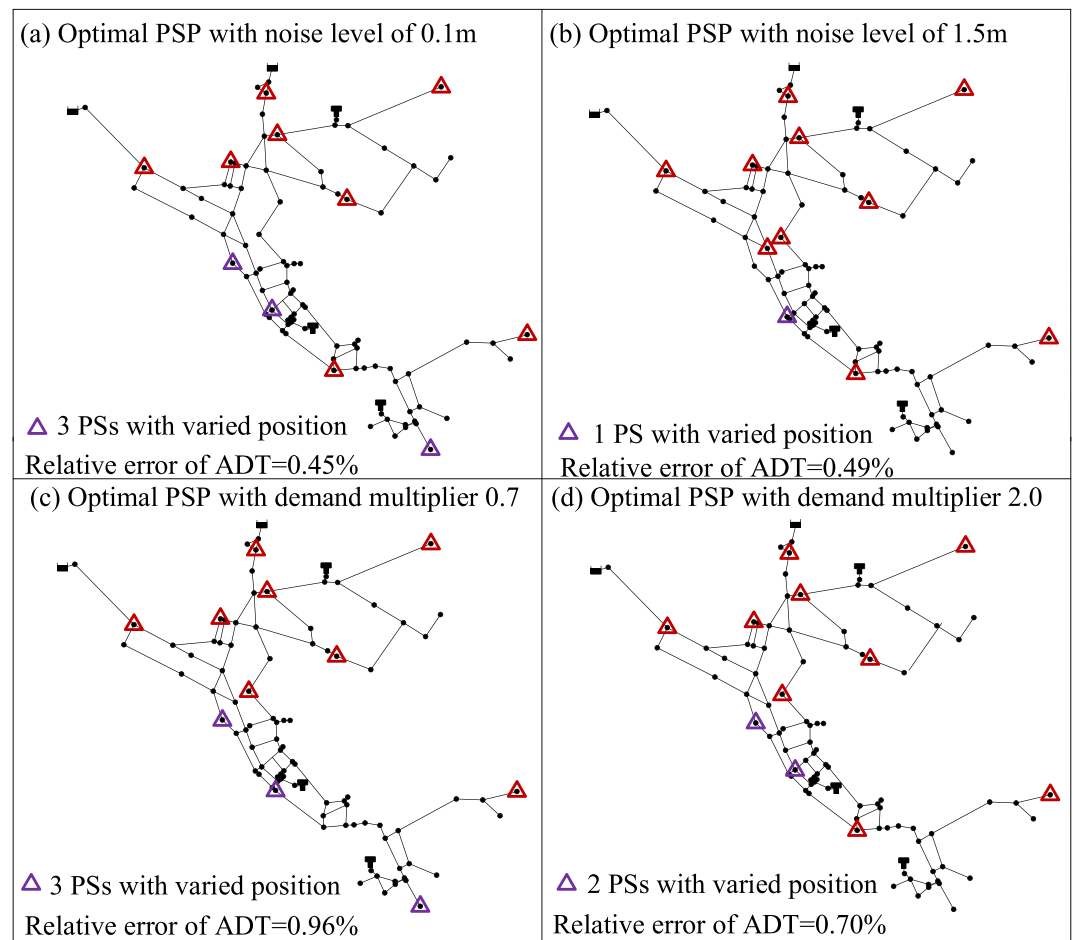 (a) Optimal PSP with noise level of 0.1m
3 PSs with varied position
Relative error of ADT=0.45%
(b) Optimal PSP with noise level of 1.5m
1 PS with varied position
Relative error of ADT=0.49%
(c) Optimal PSP with demand multiplier 0.7
3 PSs with varied position
Relative error of ADT=0.96%
(d) Optimal PSP with demand multiplier 2.0
2 PSs with varied position
Relative error of ADT=0.70%